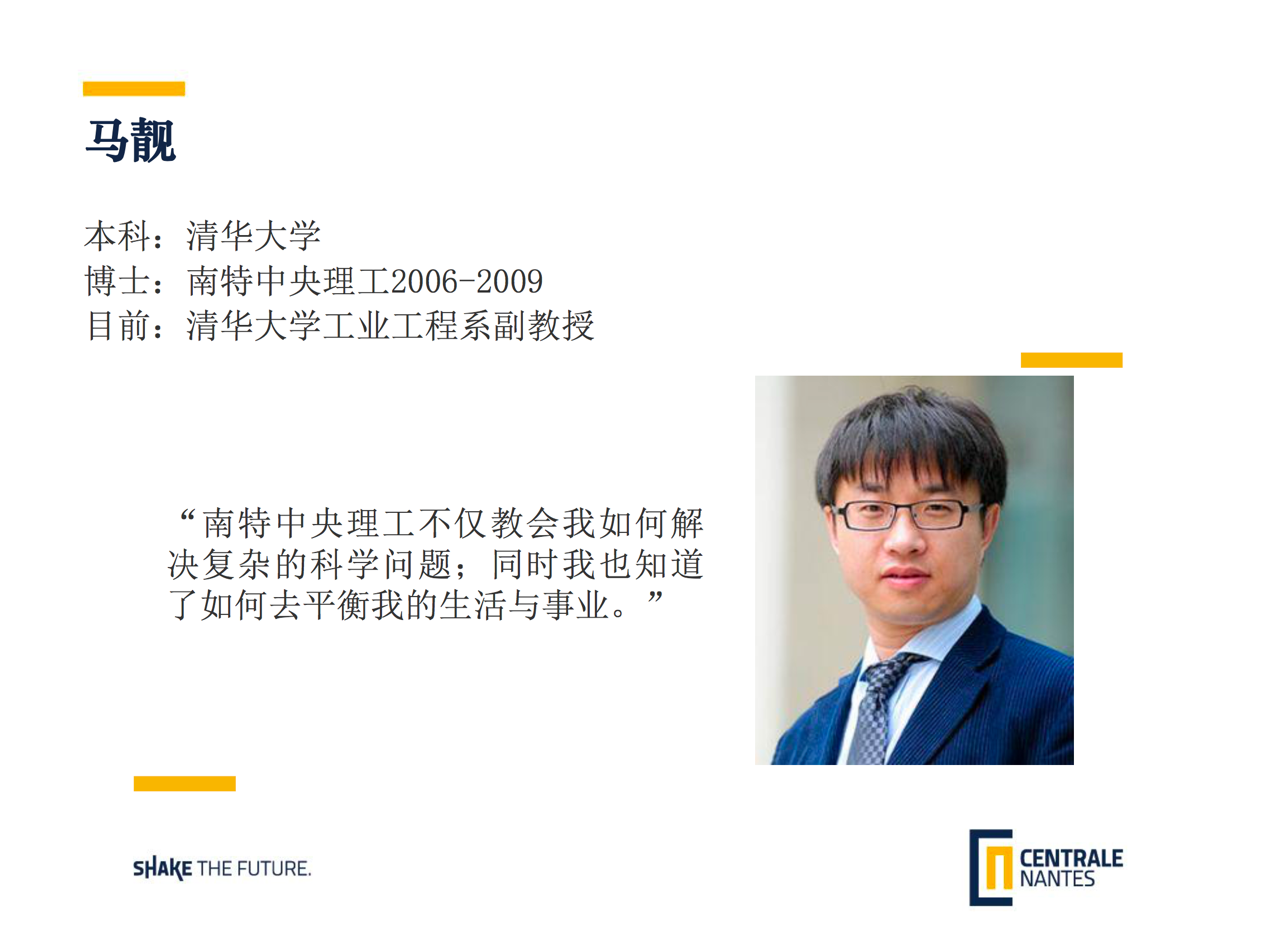 马靓
本科：清华大学
博士：南特中央理工2006-2009
目前：清华大学工业工程系副教授
“南特中央理工不仅教会我如何解
决复杂的科学问题；同时我也知道
了如何去平衡我的生活与事业。”
SHAKE THE FUTURE.
CENTRALE
NANTES